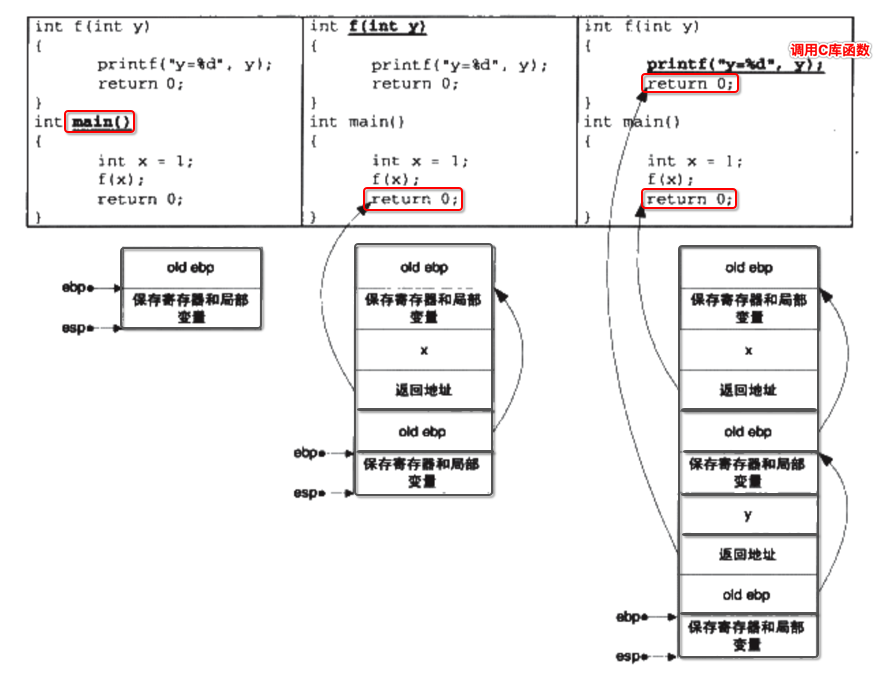 int f(int y)
{
printf("y=%d", y);
return 0;
}
int main()
{
int x = 1;
f(x);
return 0;
}
int f(int y)
{
printf("y=%d", y);
return 0;
}
int main()
{
int x = 1;
f(x);
return 0;
}
int f(int y)
{
调用C库函数
printf("y=%d", y);
return 0;
}
int main()
{
int x = 1;
f(x);
return 0;
}
old ebp
ebp
保存寄存器和局部
变量
esp
old ebp
保存寄存器和局部
变量
x
返回地址
old ebp
ebp
保存寄存器和局部
变量
esp
old ebp
保存寄存器和局部
变量
x
返回地址
old ebp
保存寄存器和局部
变量
y
返回地址
old ebp
ebp
保存寄存器和局部
变量
esp